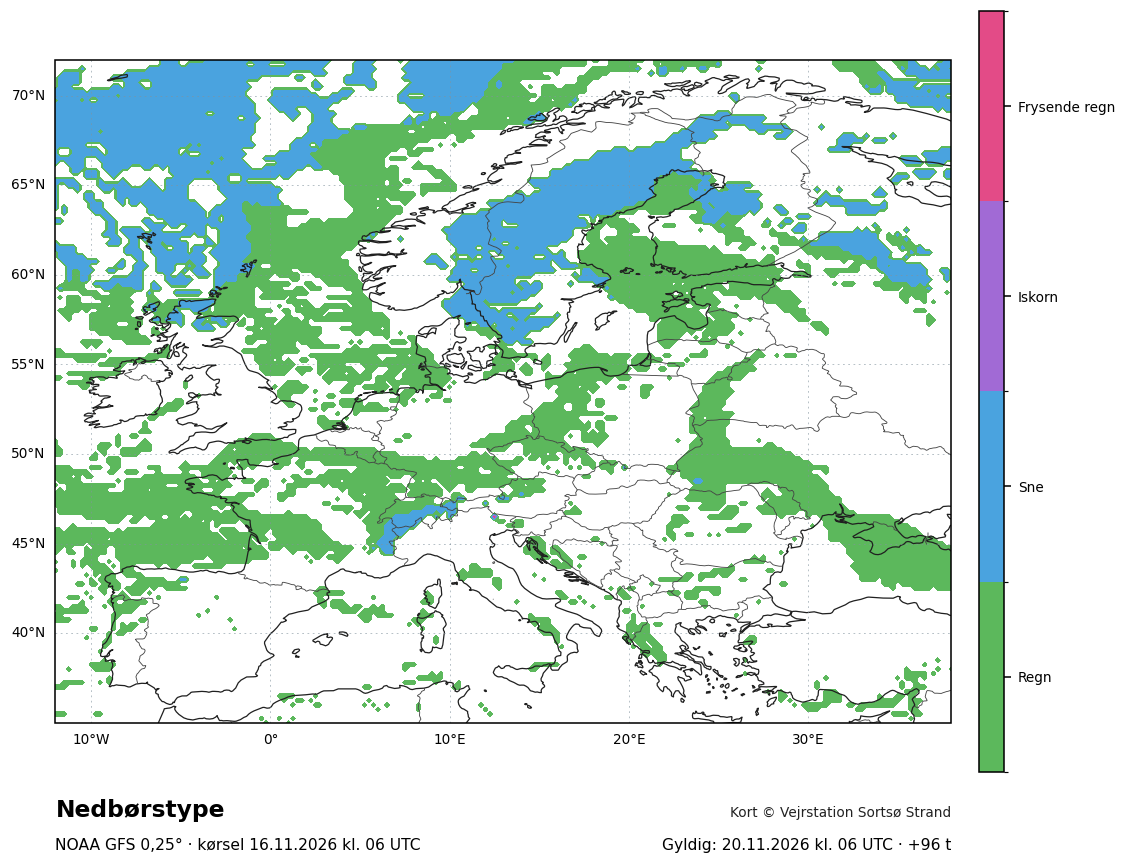 70°N
65°N
60°N
55°N
50°N
45°N
40°N
10°W
0°
10°E
20°E
30°E
Frysende regn
Iskorn
Sne
Regn
Nedbørstype
Kort © Vejrstation Sortsø Strand
NOAA GFS 0,25° · kørsel 16.11.2026 kl. 06 UTC
Gyldig: 20.11.2026 kl. 06 UTC · +96 t